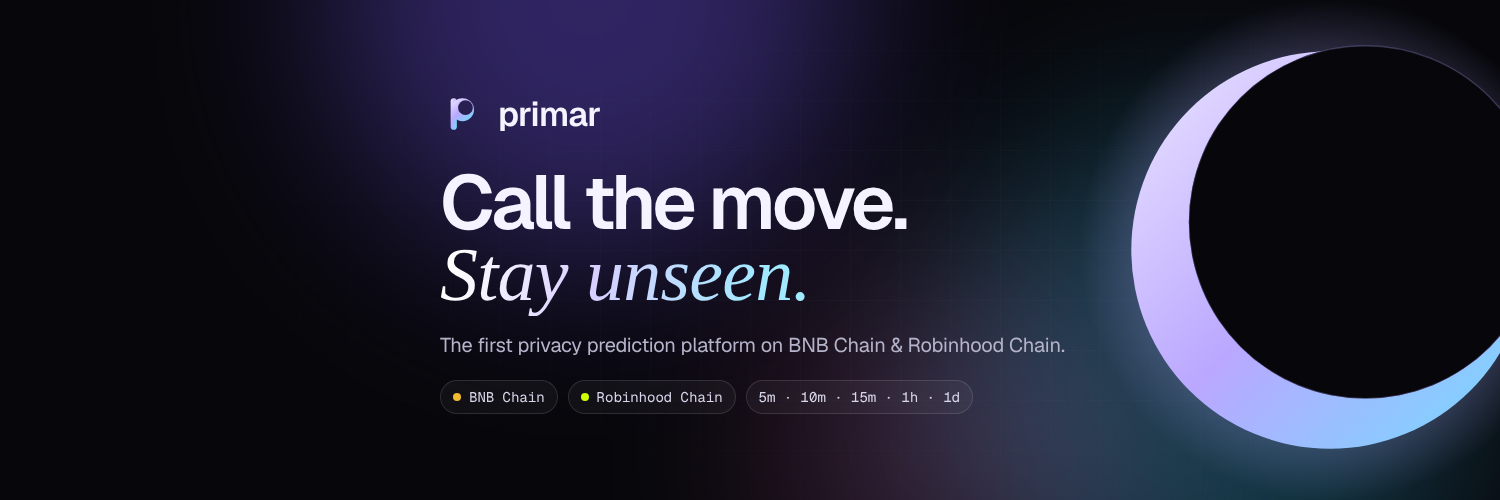 primar
Call the move.
Stay unseen.
The first privacy prediction platform on BNB Chain & Robinhood Chain.
BNB Chain
Robinhood Chain
5m · 10m · 15m · 1h · 1d